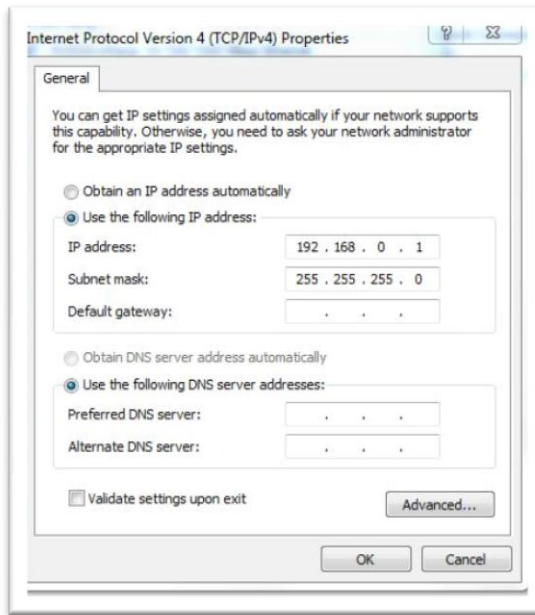 Internet Protocol Version 4 (TCP/IPv4) Properties
General
You can get IP settings assigned automatically if your network supports
this capability. Otherwise, you need to ask your network administrator
for the appropriate IP settings.
Obtain an IP address automatically
Use the following IP address:
IP address: 192 . 168 . 0 . 1
Subnet mask: 255 . 255 . 255 . 0
Default gateway: . . .
Obtain DNS server address automatically
Use the following DNS server addresses:
Preferred DNS server: . . .
Alternate DNS server: . . .
Validate settings upon exit
Advanced...
OK Cancel